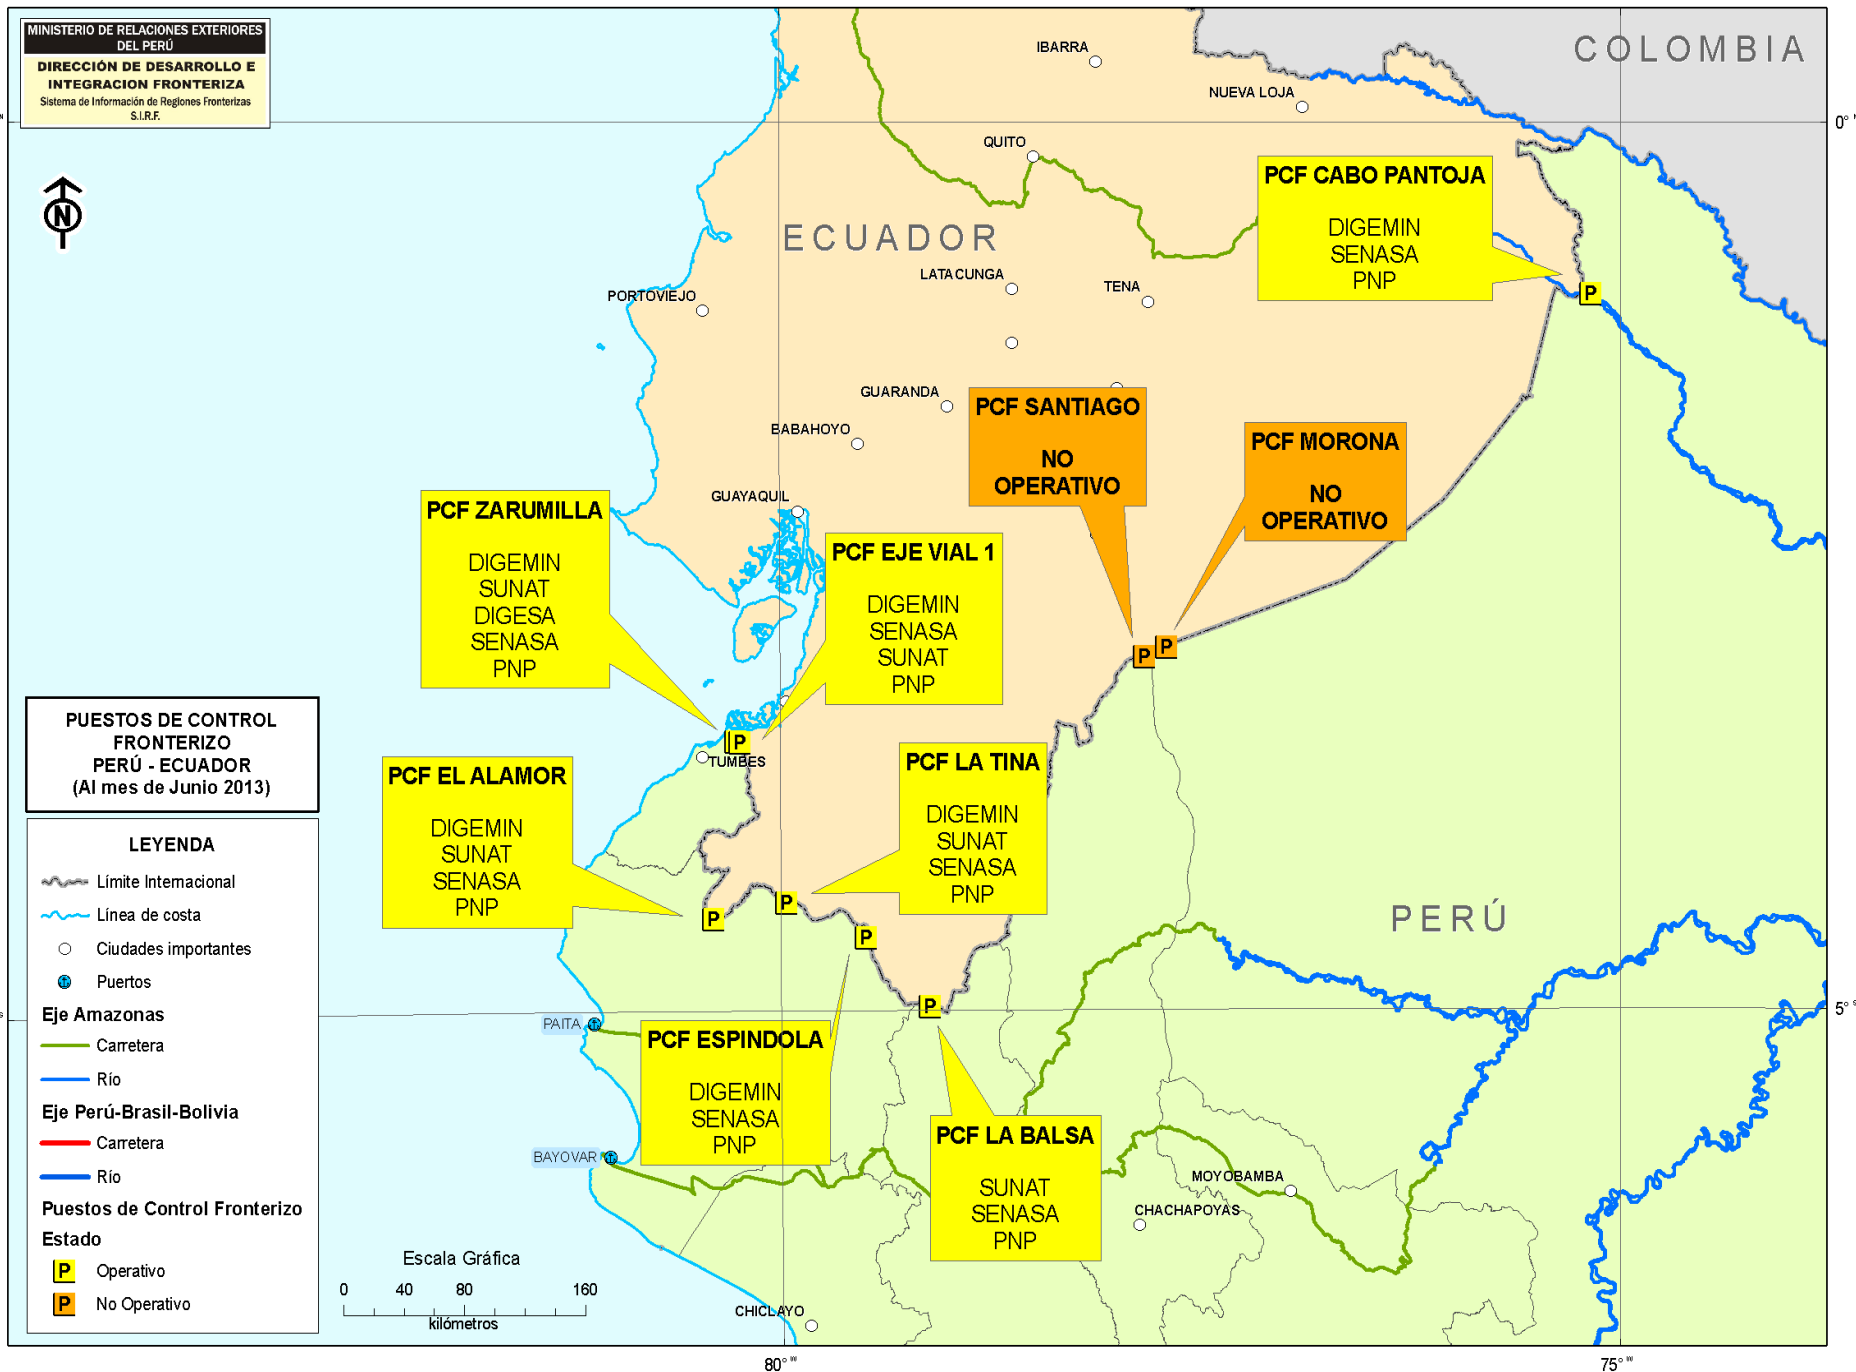 MINISTERIO DE RELACIONES EXTERIORES
DEL PERÚ
DIRECCIÓN DE DESARROLLO E
INTEGRACION FRONTERIZA
Sistema de Información de Regiones Fronterizas
S.I.R.F.
N
COLOMBIA
IBARRA
NUEVA LOJA
0°
QUITO
PCF CABO PANTOJA
DIGEMIN
SENASA
PNP
P
ECUADOR
LATACUNGA
TENA
PORTOVIEJO
GUARANDA
BABAHOYO
GUAYAQUIL
PCF SANTIAGO
NO
OPERATIVO
P
PCF MORONA
NO
OPERATIVO
P
PCF ZARUMILLA
DIGEMIN
SUNAT
DIGESA
SENASA
PNP
PCF EJE VIAL 1
DIGEMIN
SENASA
SUNAT
PNP
P
TUMBES
PCF EL ALAMOR
DIGEMIN
SUNAT
SENASA
PNP
P
PCF LA TINA
DIGEMIN
SUNAT
SENASA
PNP
P
P
P
PERÚ
5°
PAITA
PCF ESPINDOLA
DIGEMIN
SENASA
PNP
PCF LA BALSA
SUNAT
SENASA
PNP
BAYOVAR
MOYOBAMBA
CHACHAPOYAS
CHICLAYO
80°
75°
PUESTOS DE CONTROL
FRONTERIZO
PERÚ - ECUADOR
(Al mes de Junio 2013)
LEYENDA
Límite Internacional
Línea de costa
Ciudades importantes
Puertos
Eje Amazonas
Carretera
Río
Eje Perú-Brasil-Bolivia
Carretera
Río
Puestos de Control Fronterizo
Estado
P Operativo
P No Operativo
Escala Gráfica
0 40 80 160
kilómetros